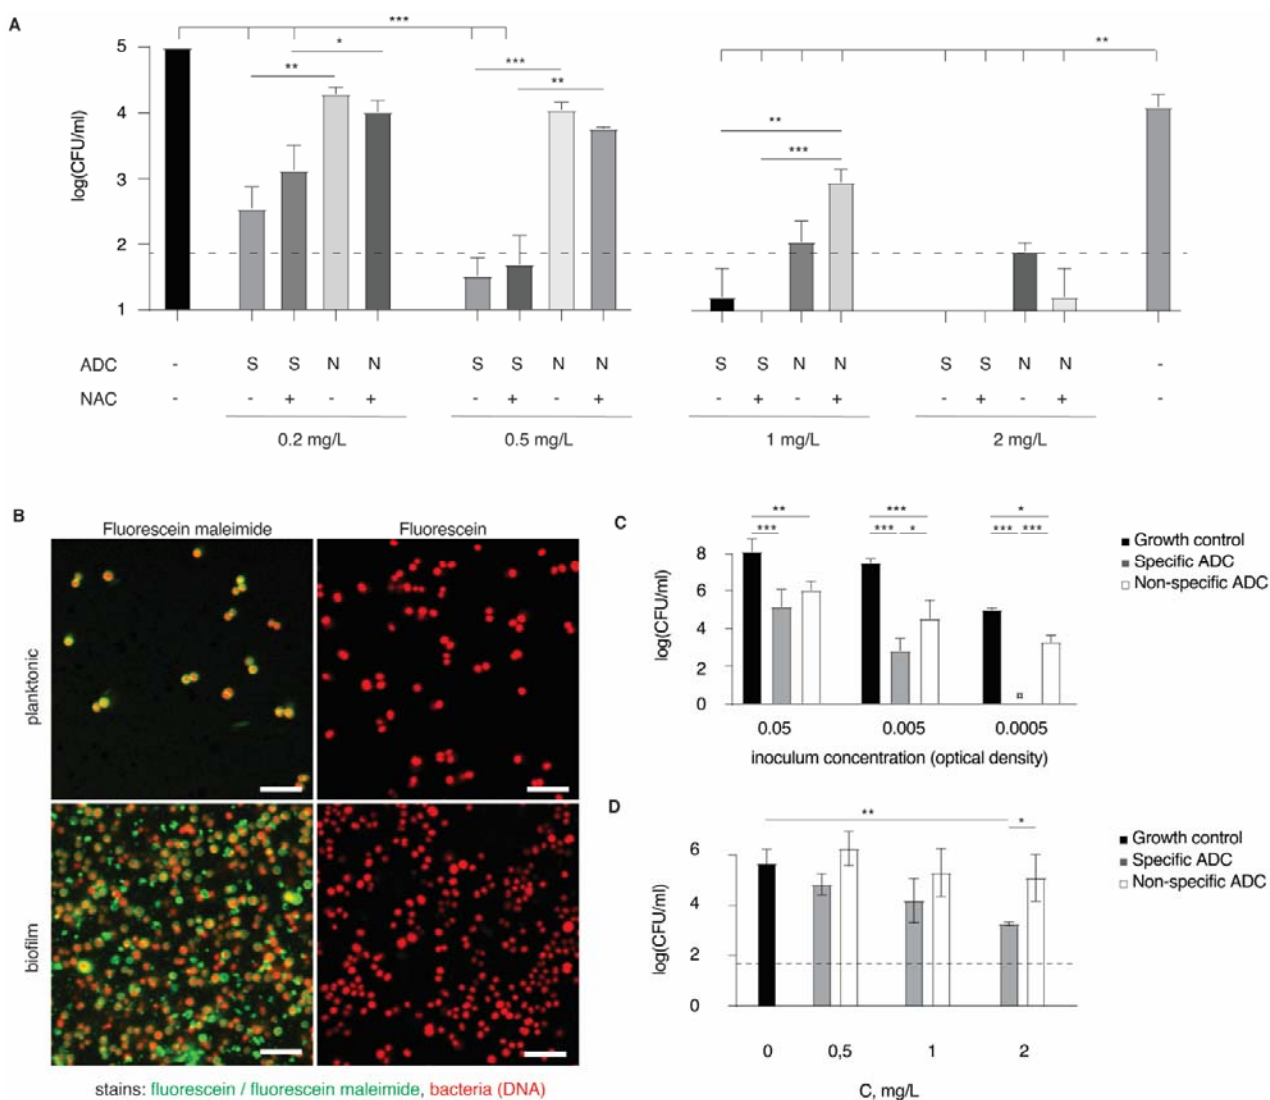 A
***
*
**
***
**
**
***
**
5
4
3
2
1
log(CFU/ml)
ADC - S S N N S S N N S S N N S S N N -
NAC - - + - + - + - + - + - + - + - + -
0.2 mg/L 0.5 mg/L 1 mg/L 2 mg/L
B
Fluorescein maleimide Fluorescein
planktonic
biofilm
stains: fluorescein / fluorescein maleimide, bacteria (DNA)
C
** *** *
*** *** * *** ***
8
6
4
2
0
log(CFU/ml)
¤
0.05 0.005 0.0005
inoculum concentration (optical density)
Growth control
Specific ADC
Non-specific ADC
D
**
*
6
4
2
0
log(CFU/ml)
0 0,5 1 2
C, mg/L
Growth control
Specific ADC
Non-specific ADC